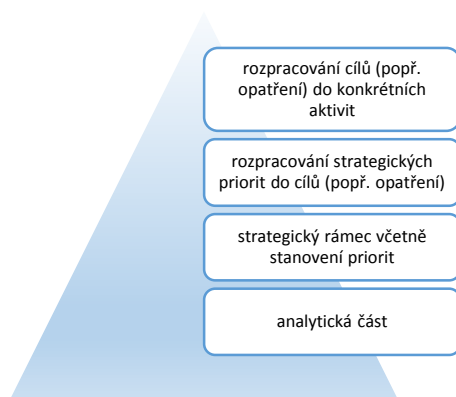 rozpracování cílů (popř.
opatření) do konkrétních
aktivit
rozpracování strategických
priorit do cílů (popř. opatření)
strategický rámec včetně
stanovení priorit
analytická část